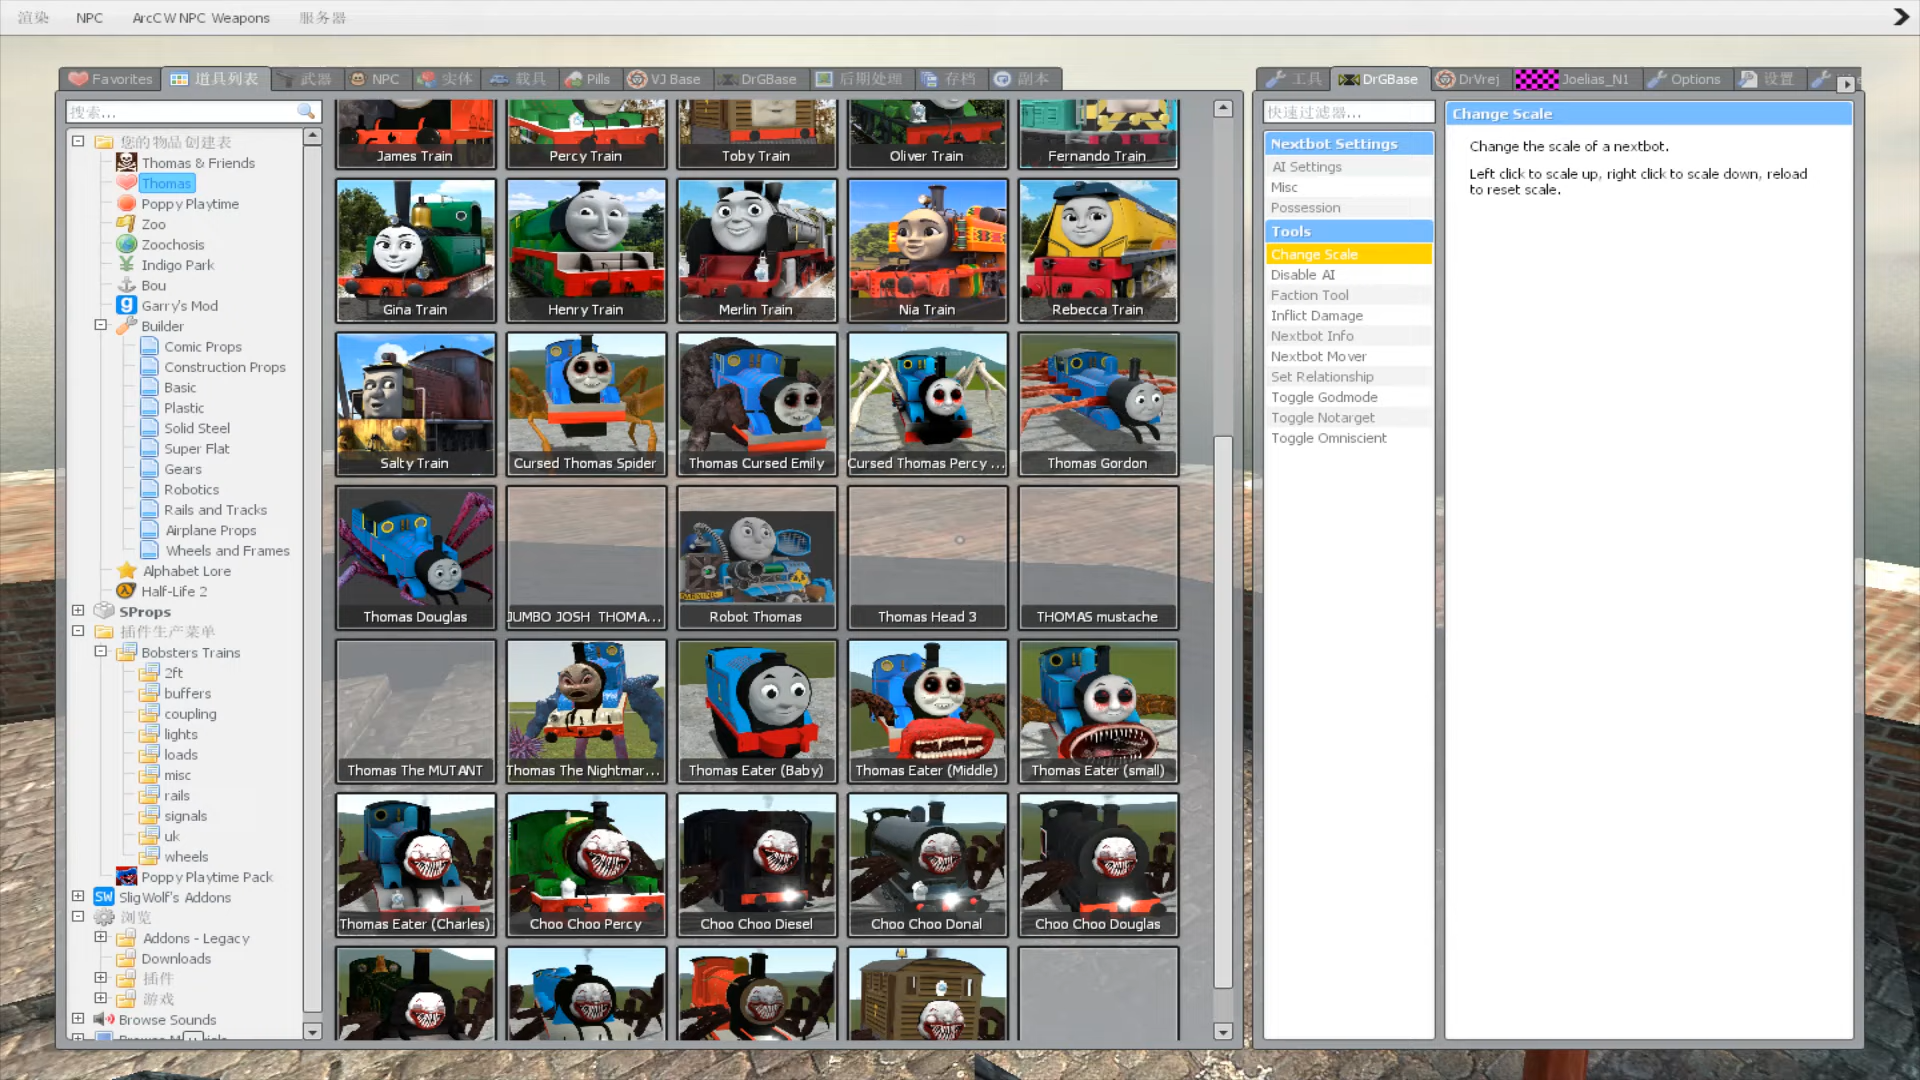 渲染 NPC ArcCW NPC Weapons 服务器
Favorites 道具列表 武器 NPC 实体 载具 Pills VJ Base DrGBase 后期处理 存档 副本
工具 DrGBase DrVrej Joelias_N1 Options 设置
搜索...
您的物品创建表
Thomas & Friends
Thomas
Poppy Playtime
Zoo
Zoochosis
Indigo Park
Bou
Garry's Mod
Builder
Comic Props
Construction Props
Basic
Plastic
Solid Steel
Super Flat
Gears
Robotics
Rails and Tracks
Airplane Props
Wheels and Frames
Alphabet Lore
Half-Life 2
SProps
插件生产菜单
Bobsters Trains
2ft
buffers
coupling
lights
loads
misc
rails
signals
uk
wheels
Poppy Playtime Pack
SW SligWolf's Addons
浏览
Addons - Legacy
Downloads
插件
游戏
Browse Sounds
James Train Percy Train Toby Train Oliver Train Fernando Train
Gina Train Henry Train Merlin Train Nia Train Rebecca Train
Salty Train Cursed Thomas Spider Thomas Cursed Emily Cursed Thomas Percy ... Thomas Gordon
Thomas Douglas JUMBO JOSH THOMA... Robot Thomas Thomas Head 3 THOMAS mustache
Thomas The MUTANT Thomas The Nightmar... Thomas Eater (Baby) Thomas Eater (Middle) Thomas Eater (small)
Thomas Eater (Charles) Choo Choo Percy Choo Choo Diesel Choo Choo Donal Choo Choo Douglas
快速过滤器...
Nextbot Settings
AI Settings
Misc
Possession
Tools
Change Scale
Disable AI
Faction Tool
Inflict Damage
Nextbot Info
Nextbot Mover
Set Relationship
Toggle Godmode
Toggle Notarget
Toggle Omniscient
Change Scale
Change the scale of a nextbot.
Left click to scale up, right click to scale down, reload
to reset scale.